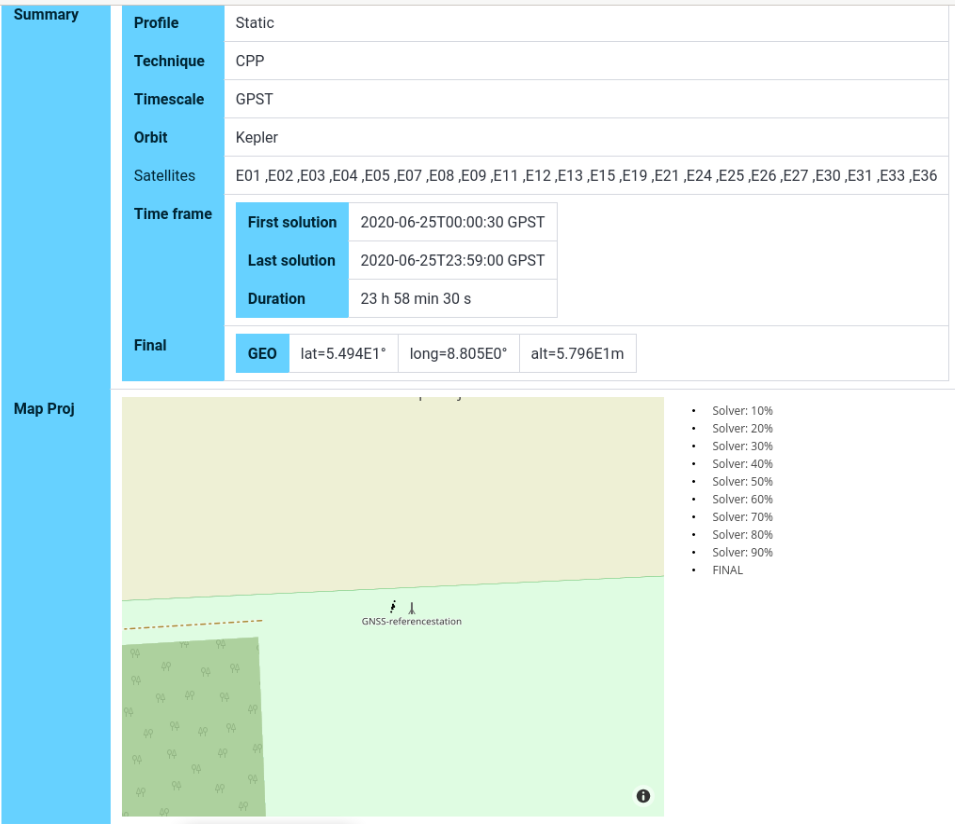 Summary
Profile Static
Technique CPP
Timescale GPST
Orbit Kepler
Satellites E01 ,E02 ,E03 ,E04 ,E05 ,E07 ,E08 ,E09 ,E11 ,E12 ,E13 ,E15 ,E19 ,E21 ,E24 ,E25 ,E26 ,E27 ,E30 ,E31 ,E33 ,E36
Time frame
First solution 2020-06-25T00:00:30 GPST
Last solution 2020-06-25T23:59:00 GPST
Duration 23 h 58 min 30 s
Final
GEO lat=5.494E1° long=8.805E0° alt=5.796E1m
Map Proj
GNSS-referencestation
• Solver: 10%
• Solver: 20%
• Solver: 30%
• Solver: 40%
• Solver: 50%
• Solver: 60%
• Solver: 70%
• Solver: 80%
• Solver: 90%
• FINAL